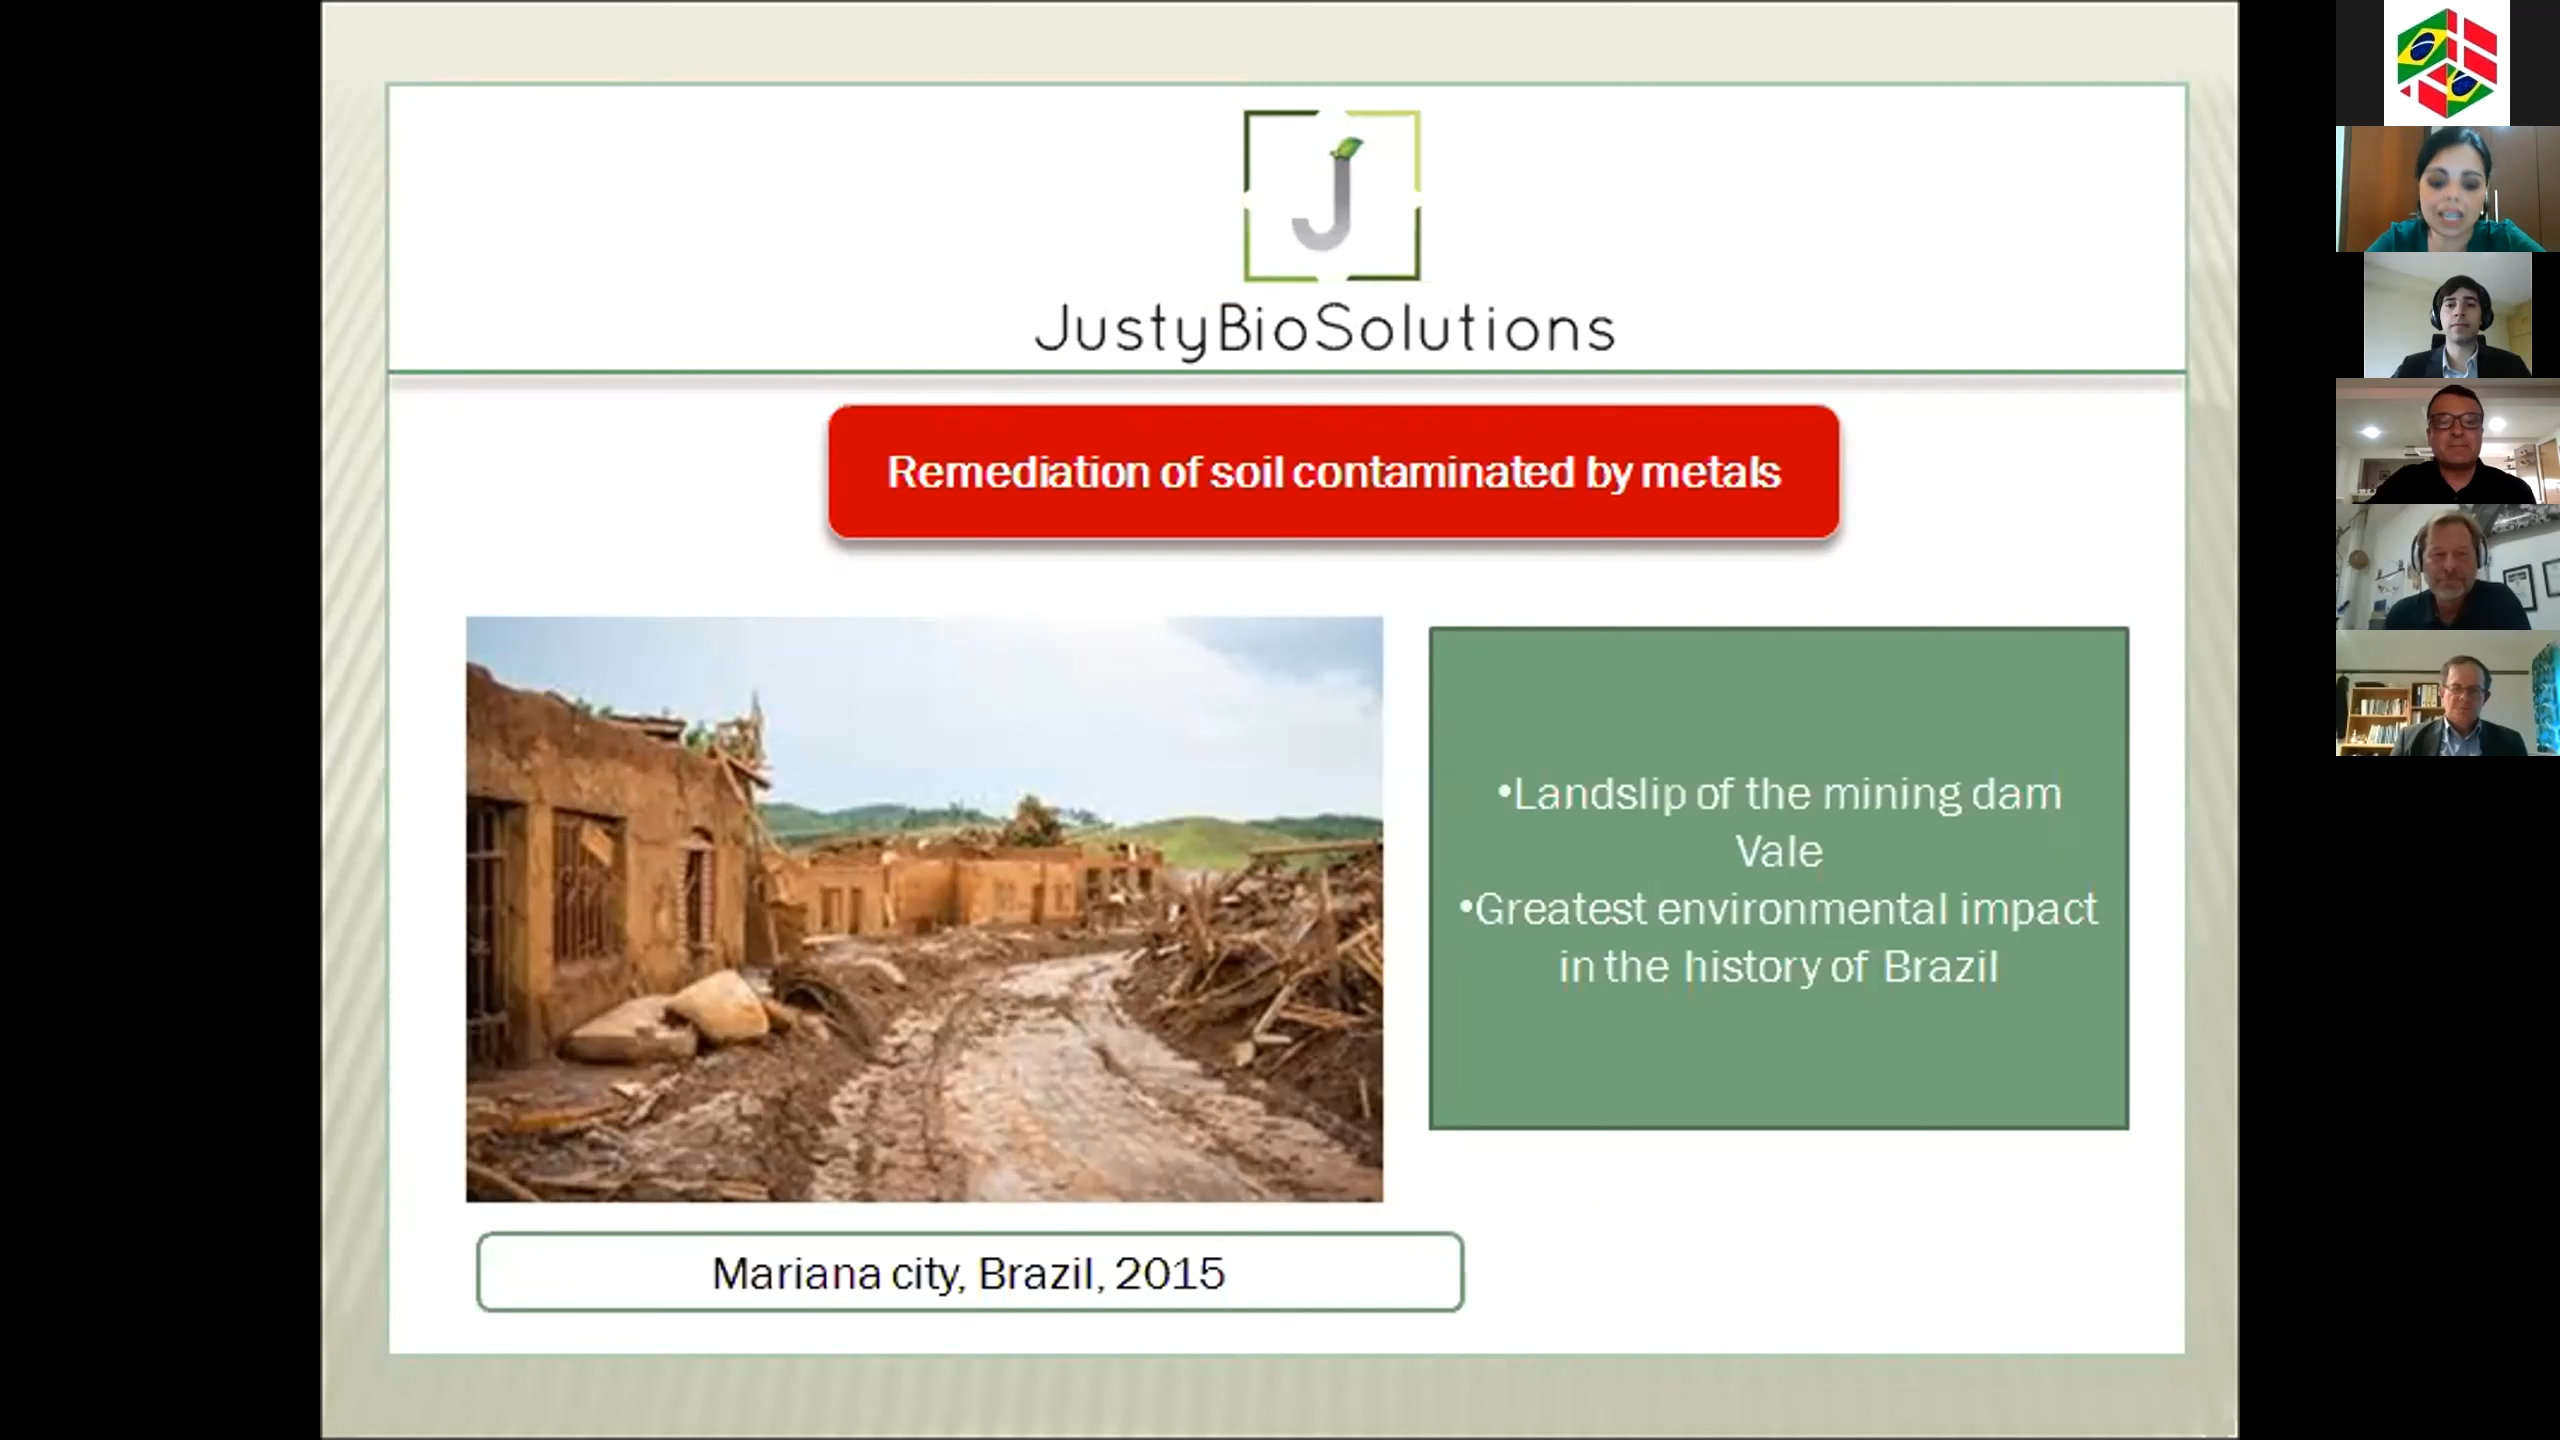 J
JustyBioSolutions
Remediation of soil contaminated by metals
•Landslip of the mining dam
Vale
•Greatest environmental impact
in the history of Brazil
Mariana city, Brazil, 2015